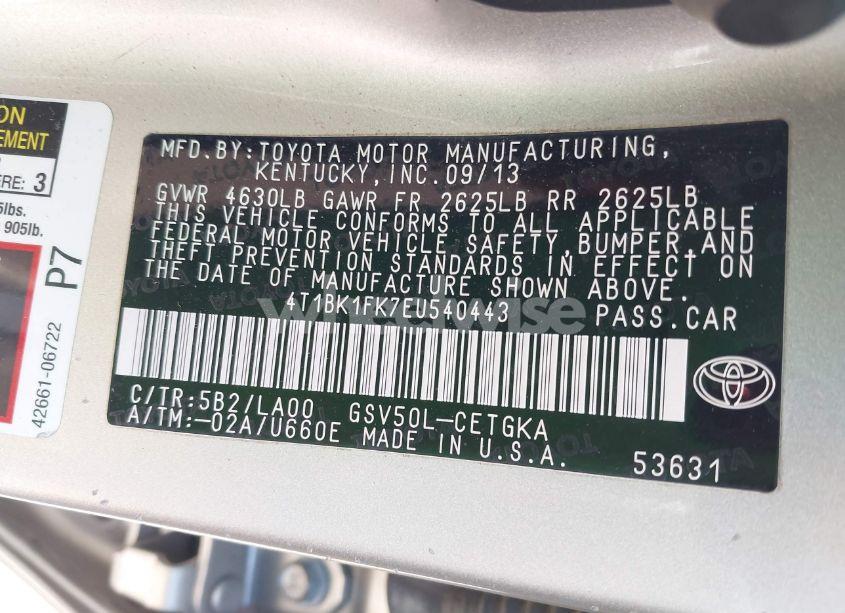 ON
EMENT
ERE: 3
5lbs.
905lb.
P7
42661-06722
MFD.BY:TOYOTA MOTOR MANUFACTURING,
KENTUCKY,INC.09/13
GVWR 4630LB GAWR FR 2625LB RR 2625LB
THIS VEHICLE CONFORMS TO ALL APPLICABLE
FEDERAL MOTOR VEHICLE SAFETY,BUMPER,AND
THEFT PREVENTION STANDARDS IN EFFECT ON
THE DATE OF MANUFACTURE SHOWN ABOVE.
4T1BK1FK7EU540443 PASS.CAR
wheelwise
C/TR:5B2/LA00 GSV50L-CETGKA
A/TM:-02A/U660E MADE IN U.S.A.
53631